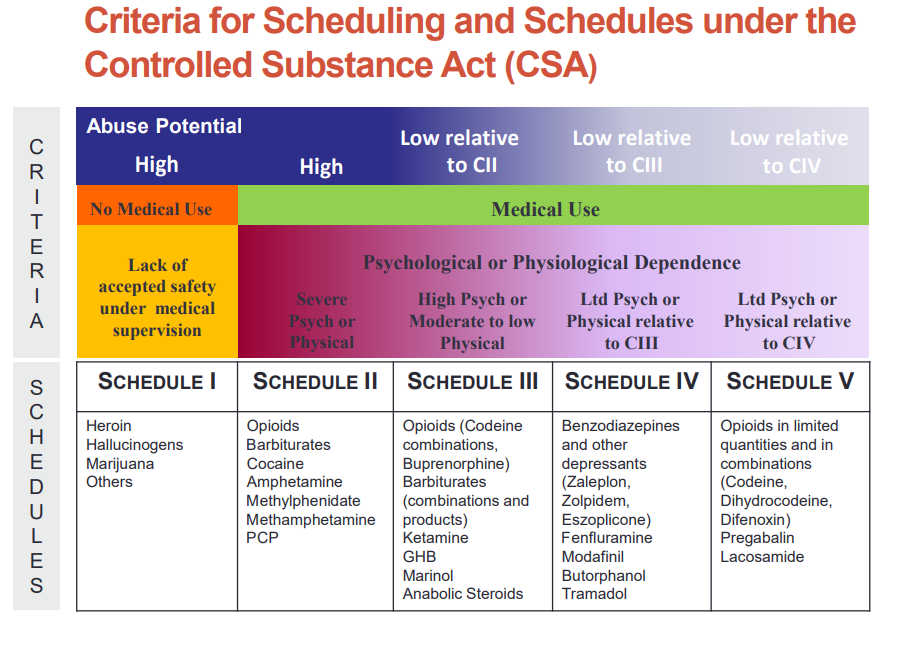 Criteria for Scheduling and Schedules under the
Controlled Substance Act (CSA)
CRITERIA
Abuse Potential
High
High
Low relative
to CII
Low relative
to CIII
Low relative
to CIV
No Medical Use
Medical Use
Lack of
accepted safety
under medical
supervision
Psychological or Physiological Dependence
Severe
Psych or
Physical
High Psych or
Moderate to low
Physical
Ltd Psych or
Physical relative
to CIII
Ltd Psych or
Physical relative
to CIV
SCHEDULES
SCHEDULE I
SCHEDULE II
SCHEDULE III
SCHEDULE IV
SCHEDULE V
Heroin
Hallucinogens
Marijuana
Others
Opioids
Barbiturates
Cocaine
Amphetamine
Methylphenidate
Methamphetamine
PCP
Opioids (Codeine
combinations,
Buprenorphine)
Barbiturates
(combinations and
products)
Ketamine
GHB
Marinol
Anabolic Steroids
Benzodiazepines
and other
depressants
(Zaleplon,
Zolpidem,
Eszoplicone)
Fenfluramine
Modafinil
Butorphanol
Tramadol
Opioids in limited
quantities and in
combinations
(Codeine,
Dihydrocodeine,
Difenoxin)
Pregabalin
Lacosamide